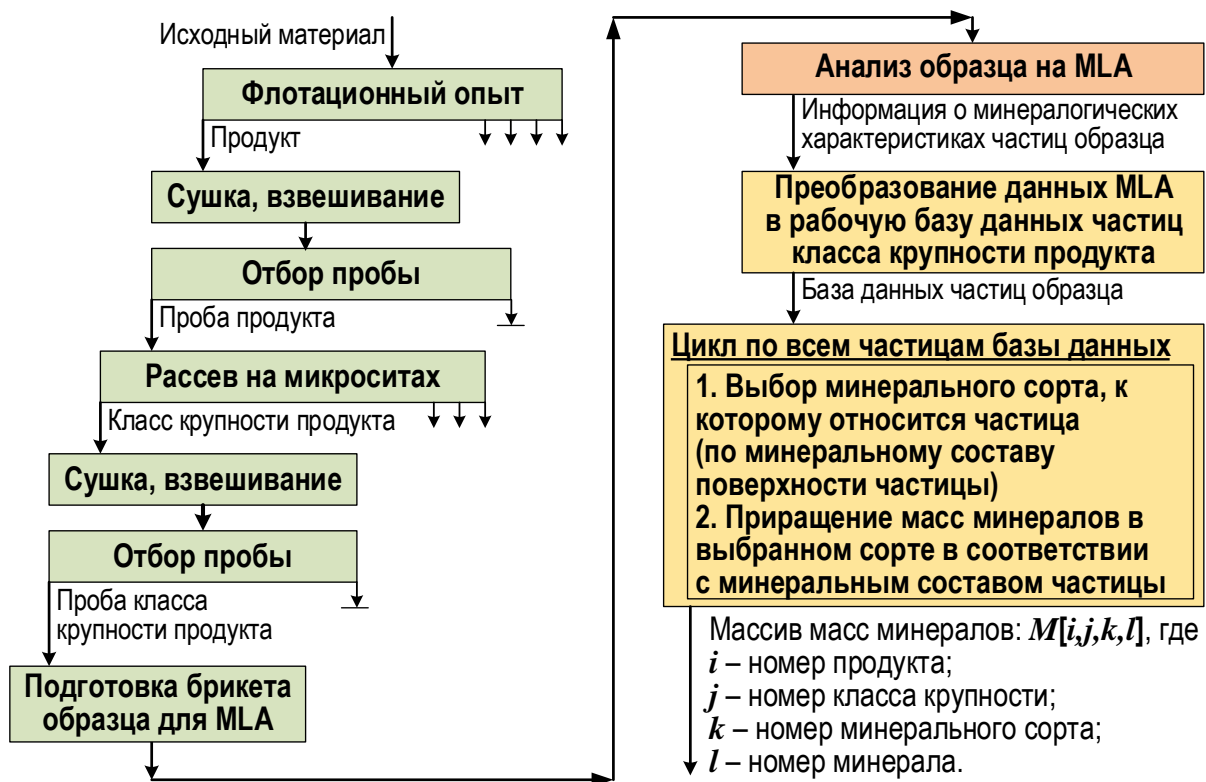 Исходный материал
Флотационный опыт
Продукт
Сушка, взвешивание
Отбор пробы
Проба продукта
Рассев на микроситах
Класс крупности продукта
Сушка, взвешивание
Отбор пробы
Проба класса
крупности продукта
Подготовка брикета
образца для MLA
Анализ образца на MLA
Информация о минералогических
характеристиках частиц образца
Преобразование данных MLA
в рабочую базу данных частиц
класса крупности продукта
База данных частиц образца
Цикл по всем частицам базы данных
1. Выбор минерального сорта, к
которому относится частица
(по минеральному составу
поверхности частицы)
2. Приращение масс минералов в
выбранном сорте в соответствии
с минеральным составом частицы
Массив масс минералов: M[i,j,k,l], где
i – номер продукта;
j – номер класса крупности;
k – номер минерального сорта;
l – номер минерала.